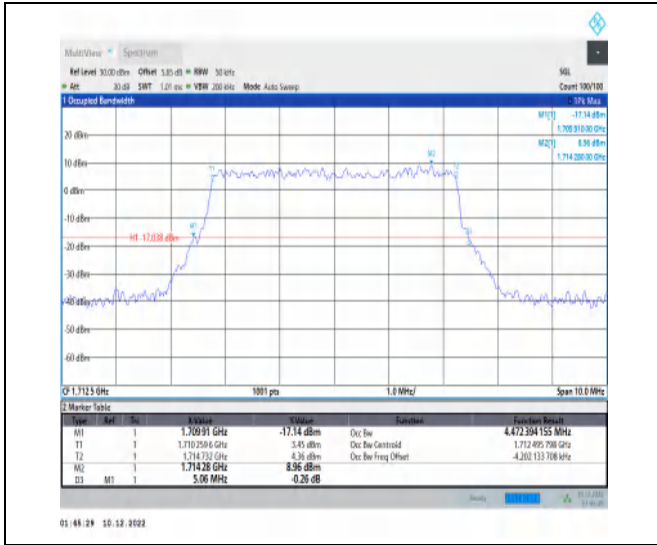 MultiView Spectrum
Ref Level 30.00 dBm Offset 5.85 dB RBW 50 kHz SGL
Att 30 dB SWT 1.01 ms VBW 200 kHz Mode Auto Sweep Count 100/100
1 Occupied Bandwidth 1Pk Max
M1[1] -17.14 dBm
1.709 910 00 GHz
20 dBm
M2[1] 8.96 dBm
1.714 280 00 GHz
M2
10 dBm
0 dBm
-10 dBm
M1
H1 -17.038 dBm
-20 dBm
-30 dBm
-40 dBm
-50 dBm
-60 dBm
CF 1.712 5 GHz 1001 pts 1.0 MHz/ Span 10.0 MHz
2 Marker Table
Type Ref Trc X-Value Y-Value Function Function Result
M1 1 1.709 91 GHz -17.14 dBm Occ Bw 4.472 394 155 MHz
T1 1 1.710 259 6 GHz 3.45 dBm Occ Bw Centroid 1.712 495 798 GHz
T2 1 1.714 732 GHz 4.36 dBm Occ Bw Freq Offset -4.202 133 708 kHz
M2 1 1.714 28 GHz 8.96 dBm
D3 M1 1 5.06 MHz -0.26 dB
Ready
01:45:29 10.12.2022